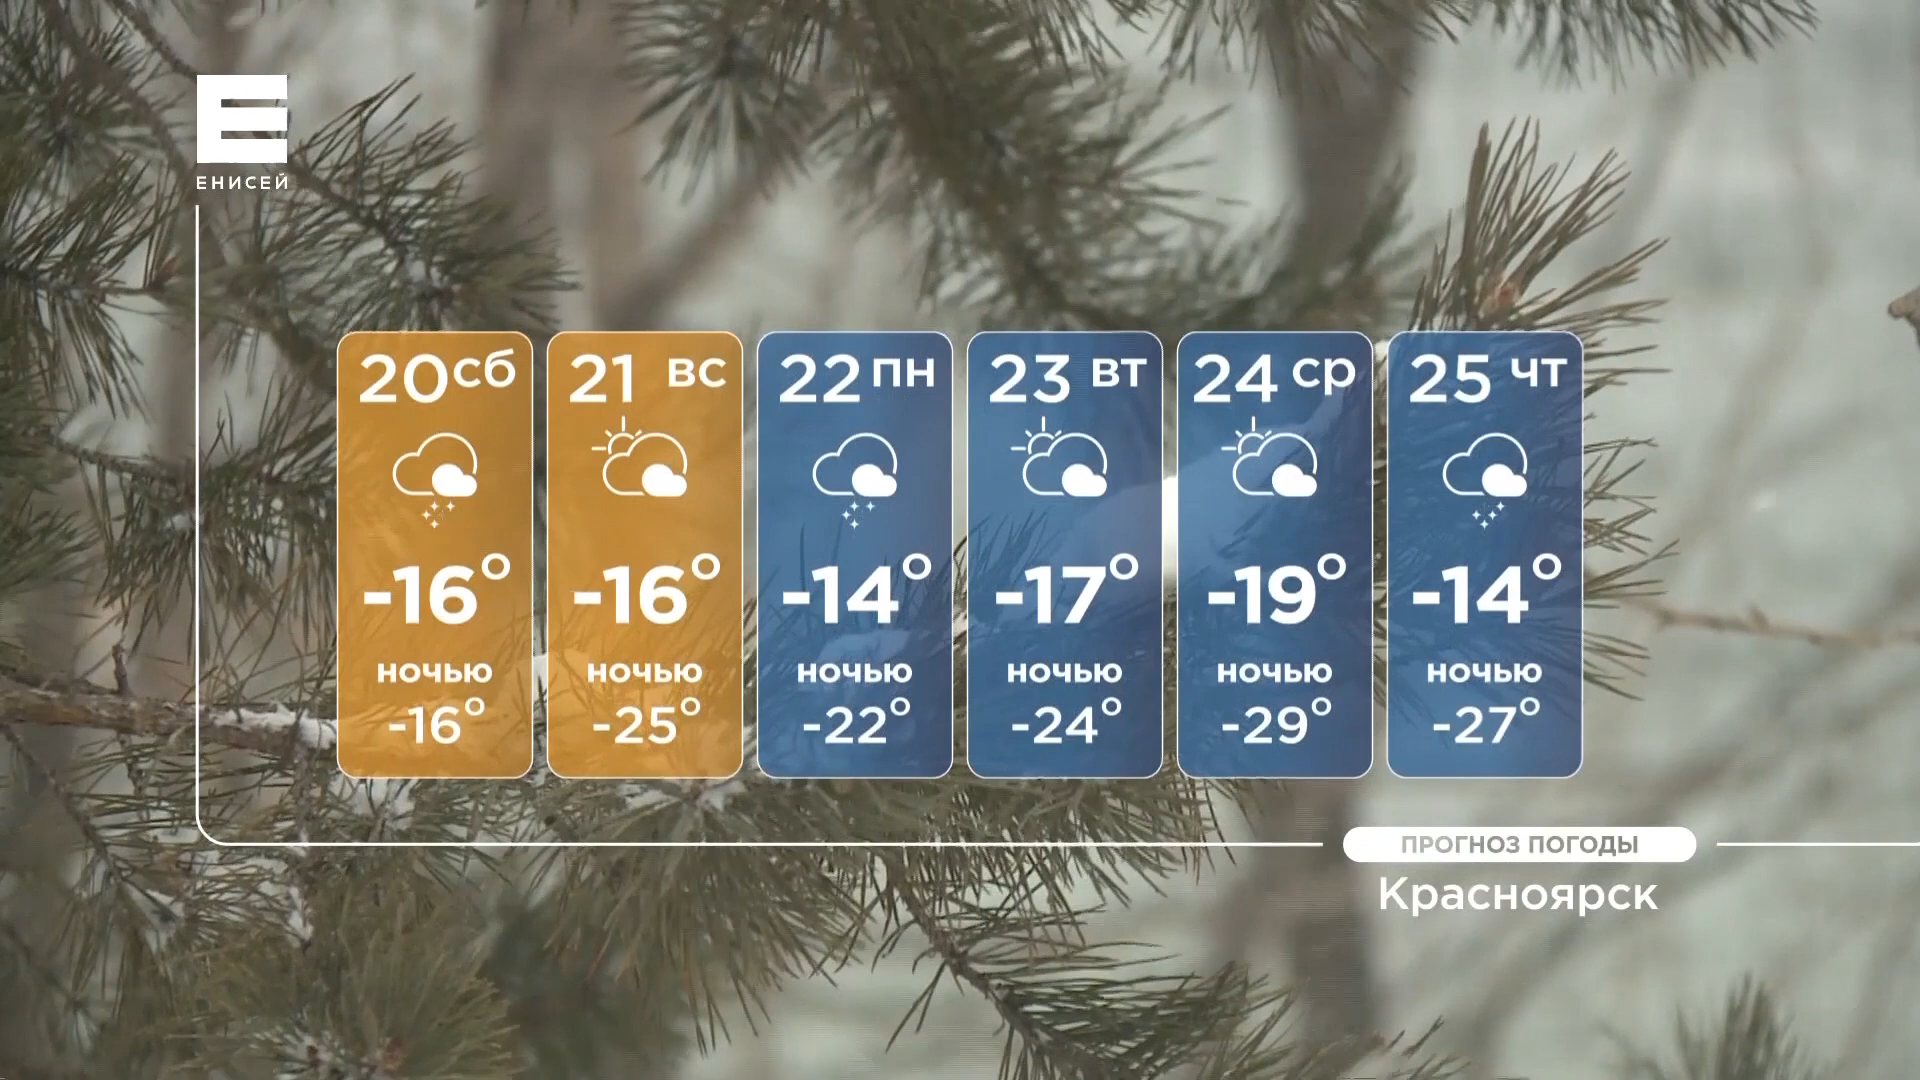 ЕНИСЕЙ
20 сб
-16°
ночью
-16°
21 вс
-16°
ночью
-25°
22 пн
-14°
ночью
-22°
23 вт
-17°
ночью
-24°
24 ср
-19°
ночью
-29°
25 чт
-14°
ночью
-27°
ПРОГНОЗ ПОГОДЫ
Красноярск